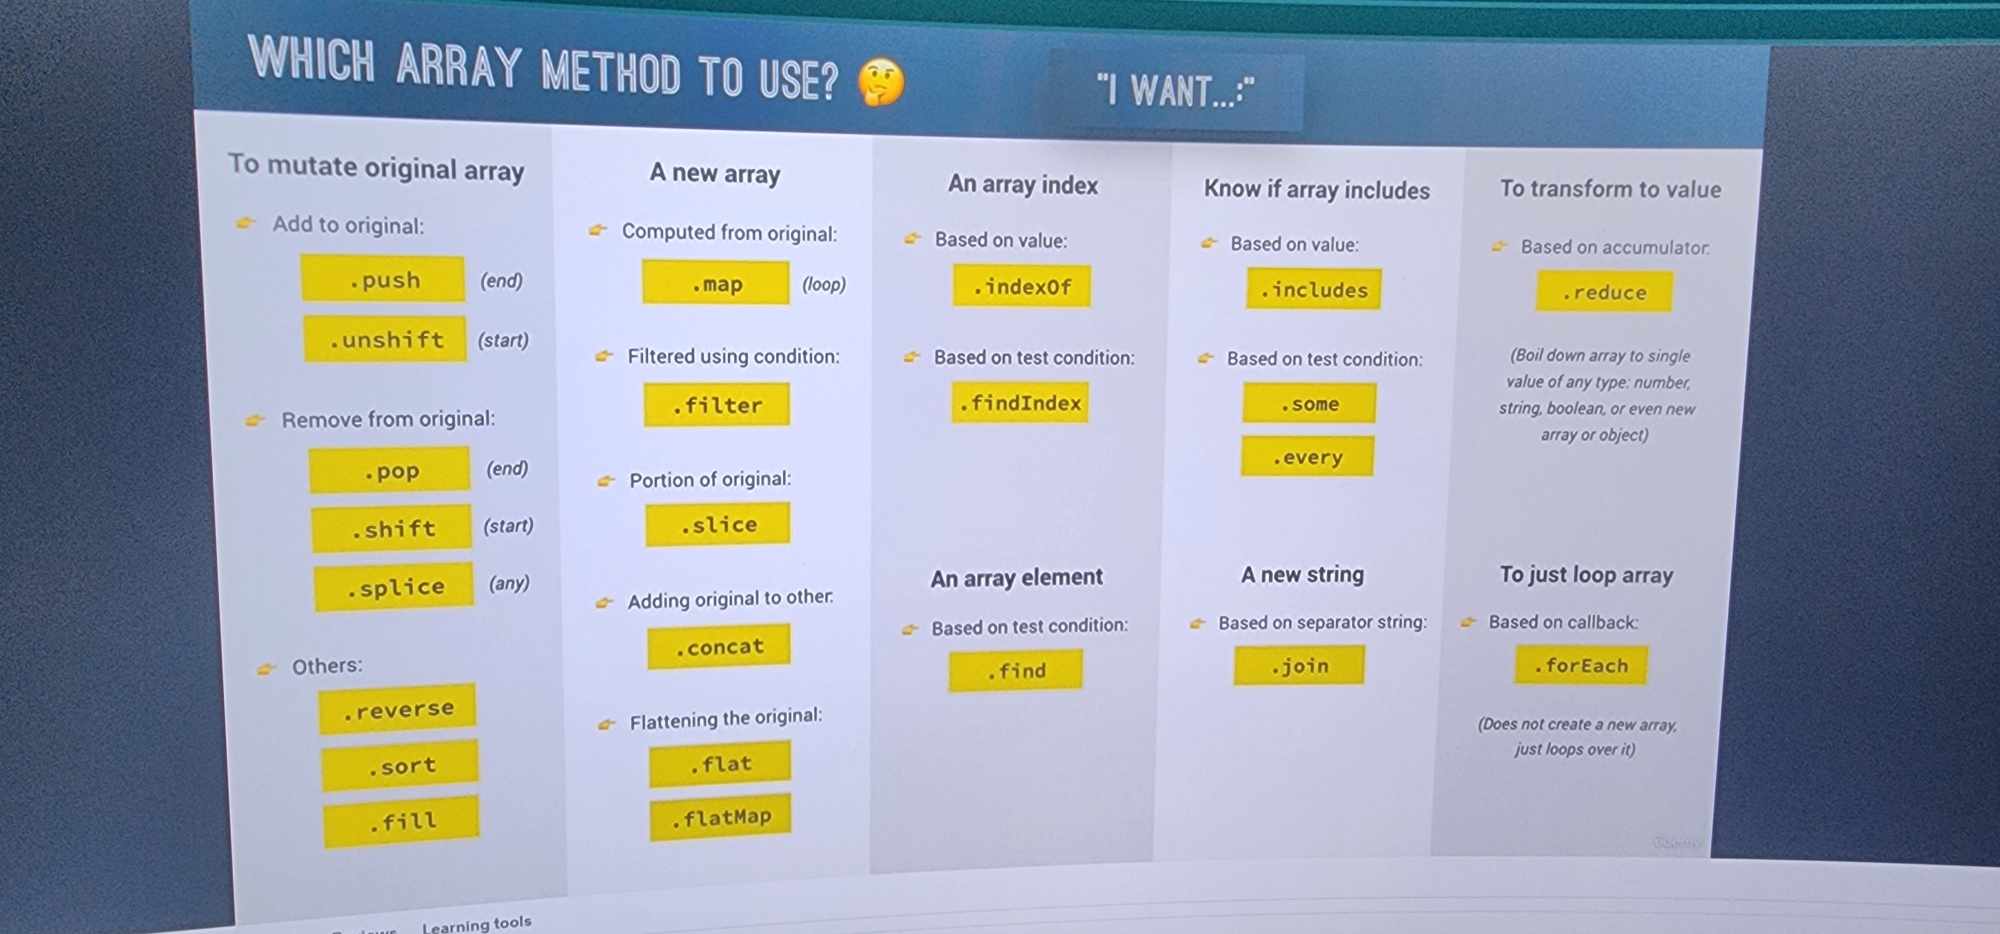 WHICH ARRAY METHOD TO USE?
"I WANT...:"
To mutate original array
Add to original:
.push (end)
.unshift (start)
Remove from original:
.pop (end)
.shift (start)
.splice (any)
Others:
.reverse
.sort
.fill
A new array
Computed from original:
.map (loop)
Filtered using condition:
.filter
Portion of original:
.slice
Adding original to other:
.concat
Flattening the original:
.flat
.flatMap
An array index
Based on value:
.indexOf
Based on test condition:
.findIndex
An array element
Based on test condition:
.find
Know if array includes
Based on value:
.includes
Based on test condition:
.some
.every
A new string
Based on separator string:
.join
To transform to value
Based on accumulator:
.reduce
(Boil down array to single
value of any type: number,
string, boolean, or even new
array or object)
To just loop array
Based on callback:
.forEach
(Does not create a new array,
just loops over it)
Udemy
Learning tools